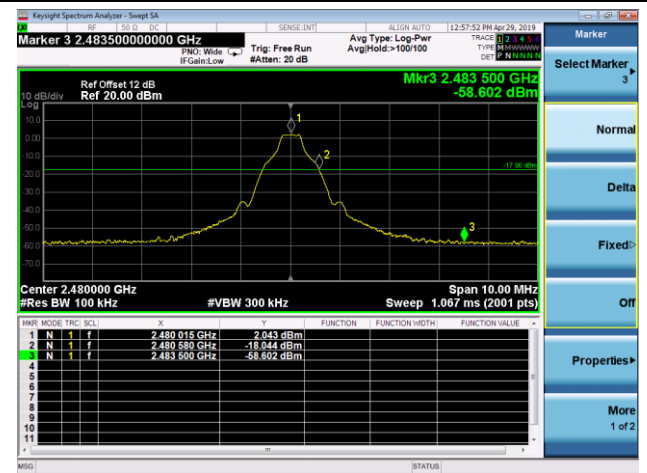 Keysight Spectrum Analyzer - Swept SA
RF 50 Ω DC SENSE:INT ALIGN AUTO 12:57:52 PM Apr 29, 2019
Marker 3 2.483500000000 GHz
PNO: Wide
IFGain:Low
Trig: Free Run
#Atten: 20 dB
Avg Type: Log-Pwr
Avg|Hold:>100/100
TRACE 1 2 3 4 5 6
TYPE MMWWWW
DET P NNNNN
Marker
Select Marker
3
Normal
Delta
Fixed
Off
Properties
More
1 of 2
10 dB/div
Log
Ref Offset 12 dB
Ref 20.00 dBm
Mkr3 2.483 500 GHz
-58.602 dBm
10.0
0.00
-10.0
-20.0
-30.0
-40.0
-50.0
-60.0
-70.0
1
2
3
-17.96 dBm
Center 2.480000 GHz
Span 10.00 MHz
#Res BW 100 kHz
#VBW 300 kHz
Sweep 1.067 ms (2001 pts)
MKR MODE TRC SCL X Y FUNCTION FUNCTION WIDTH FUNCTION VALUE
1 N 1 f 2.480 015 GHz 2.043 dBm
2 N 1 f 2.480 580 GHz -18.044 dBm
3 N 1 f 2.483 500 GHz -58.602 dBm
4
5
6
7
8
9
10
11
MSG
STATUS